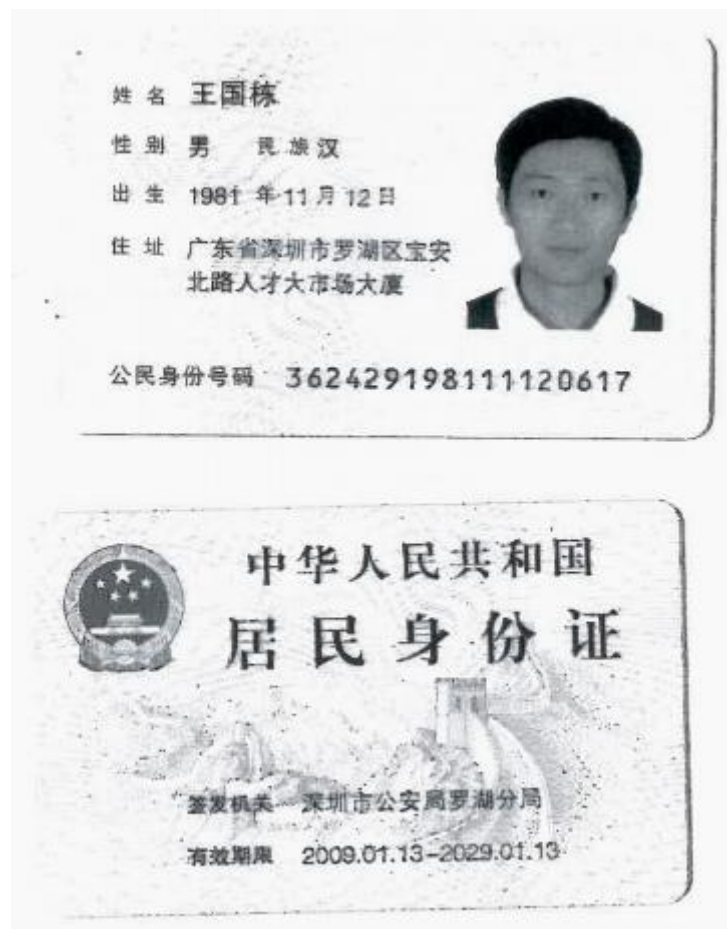 姓名 王国栋
性别 男 民族 汉
出生 1981 年 11 月 12 日
住址 广东省深圳市罗湖区宝安
北路人才大市场大厦
公民身份号码 362429198111120617
中华人民共和国
居民身份证
签发机关 深圳市公安局罗湖分局
有效期限 2009.01.13-2029.01.13